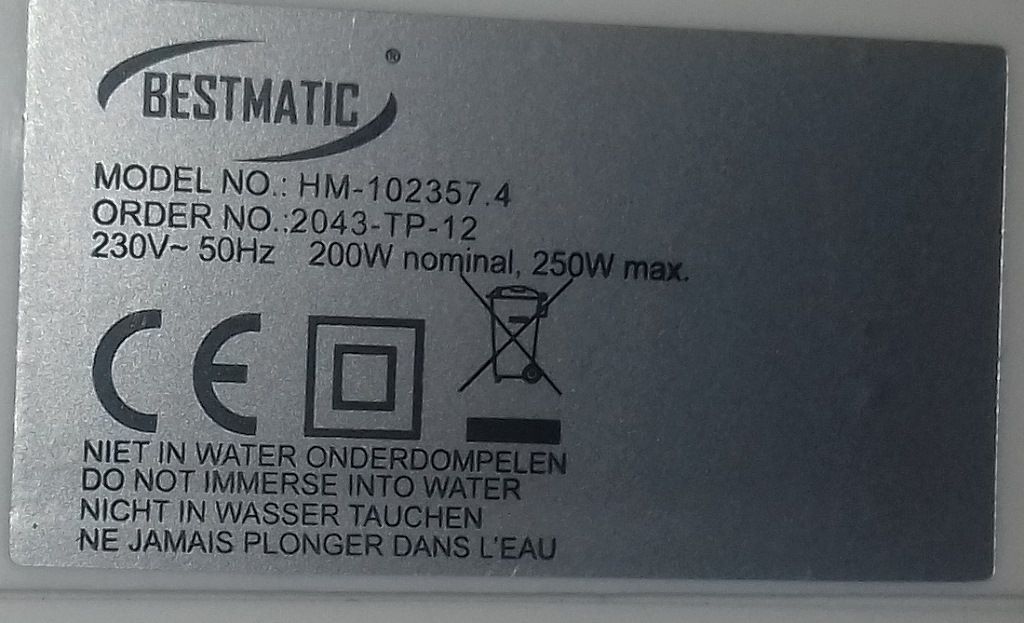 BESTMATIC®
MODEL NO.: HM-102357.4
ORDER NO.:2043-TP-12
230V~ 50Hz 200W nominal, 250W max.
CE
NIET IN WATER ONDERDOMPELEN
DO NOT IMMERSE INTO WATER
NICHT IN WASSER TAUCHEN
NE JAMAIS PLONGER DANS L'EAU